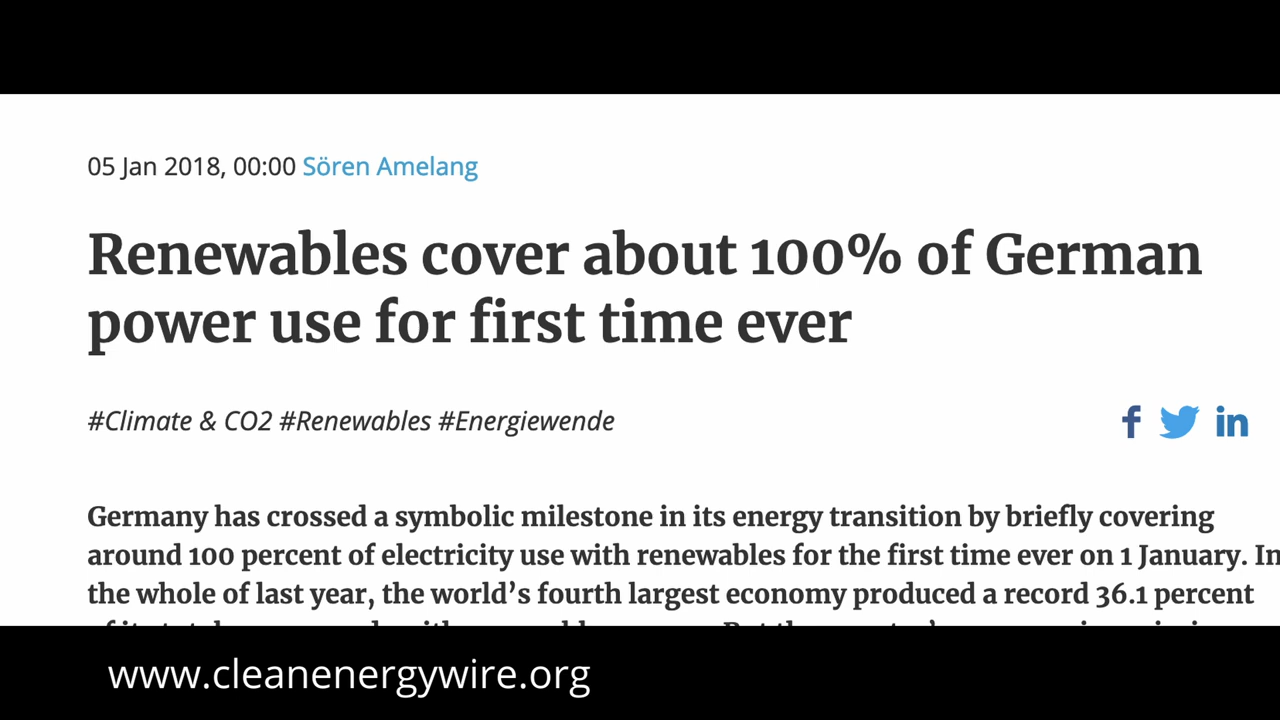 05 Jan 2018, 00:00 Sören Amelang
Renewables cover about 100% of German
power use for first time ever
#Climate & CO2 #Renewables #Energiewende
Germany has crossed a symbolic milestone in its energy transition by briefly covering
around 100 percent of electricity use with renewables for the first time ever on 1 January. In
the whole of last year, the world’s fourth largest economy produced a record 36.1 percent
www.cleanenergywire.org